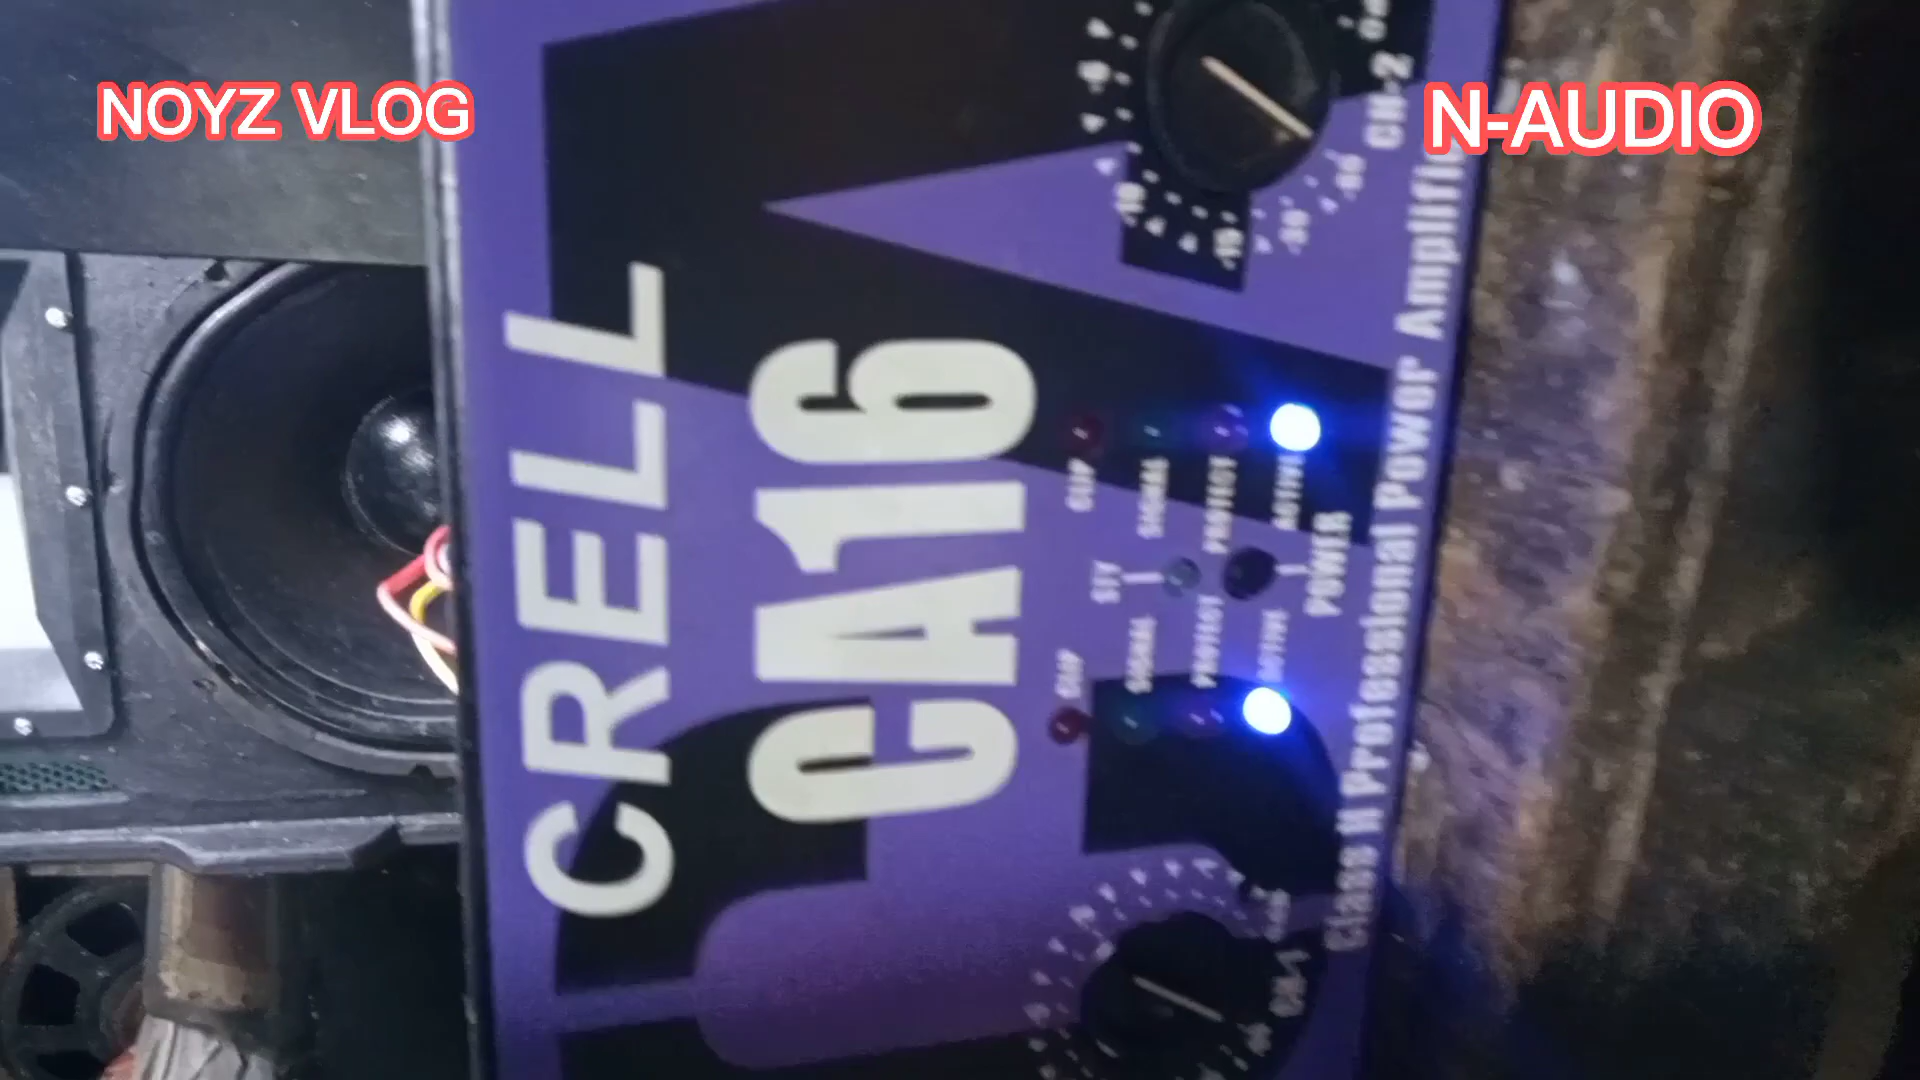 NOYZ VLOG
N-AUDIO
CRELL
CA16
CLIP
SIGNAL
PROTECT
ACTIVE
STY
POWER
CLIP
SIGNAL
PROTECT
ACTIVE
CH-2
CH-1
Class H Professional Power Amplifie